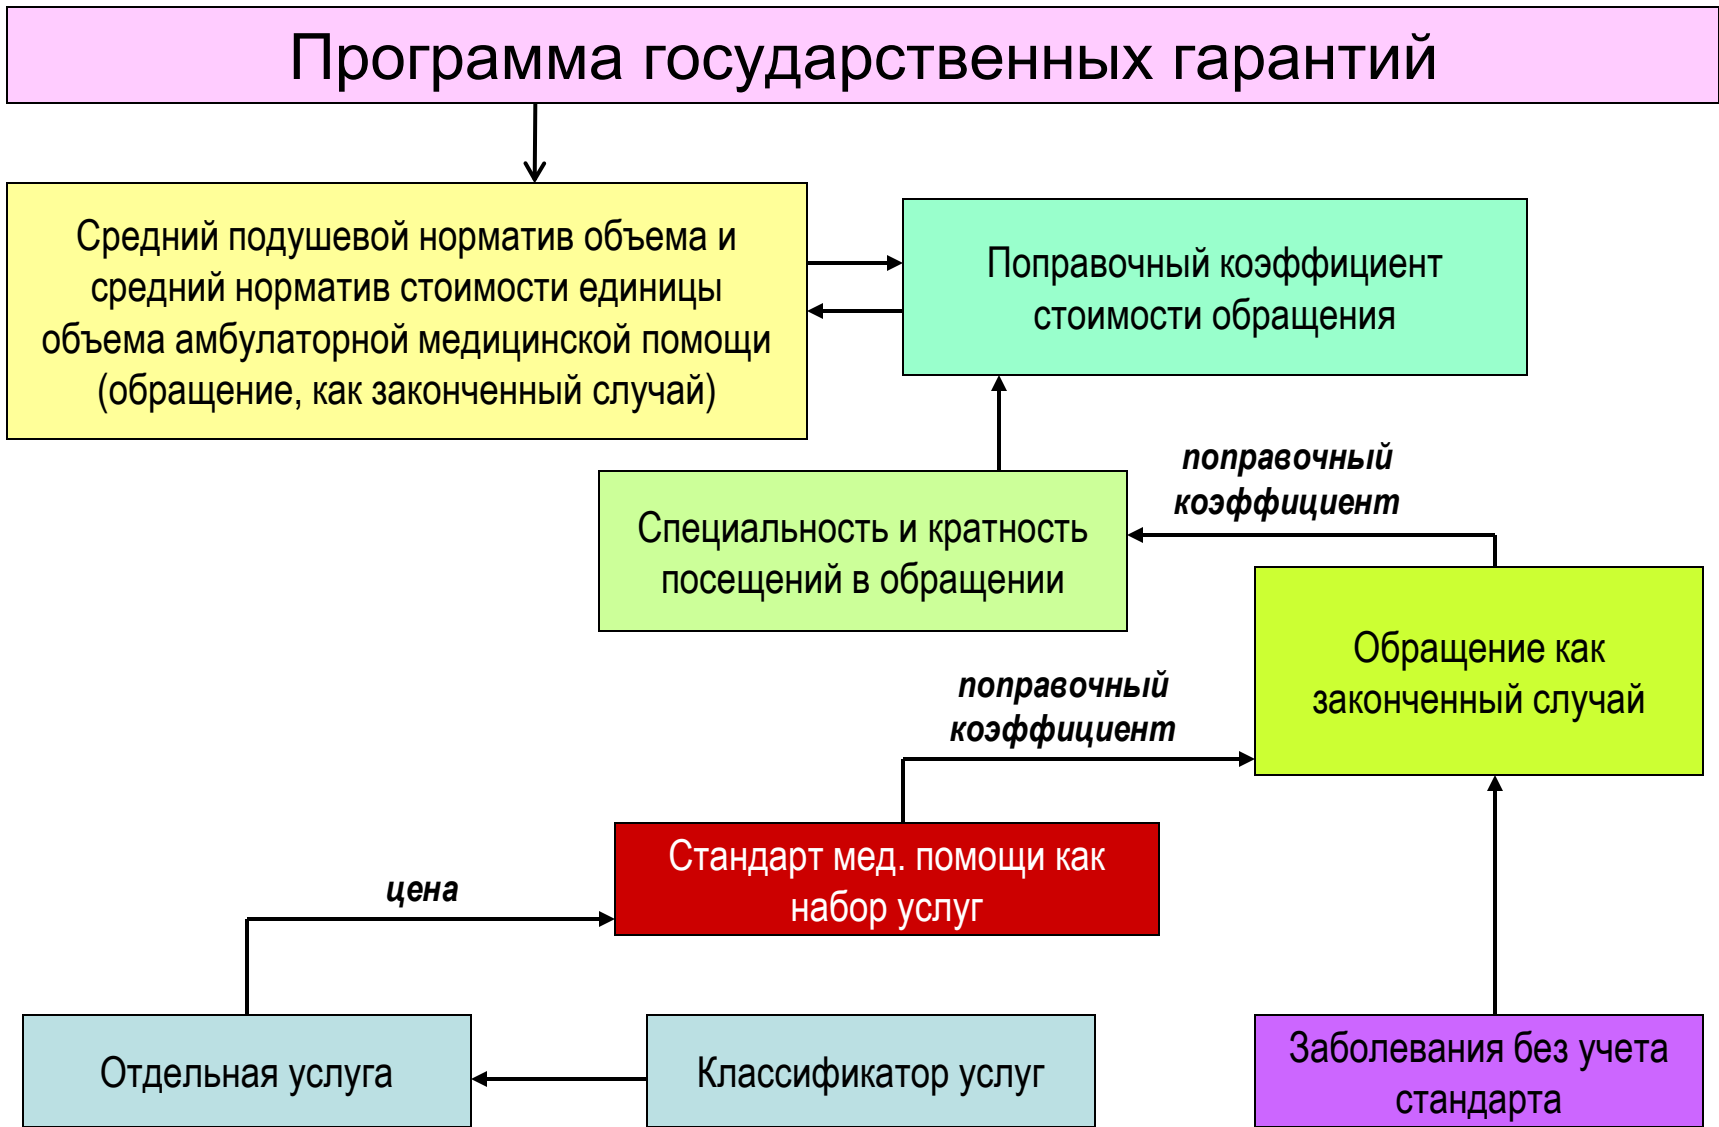 Программа государственных гарантий
Средний подушевой норматив объема и
средний норматив стоимости единицы
объема амбулаторной медицинской помощи
(обращение, как законченный случай)
Поправочный коэффициент
стоимости обращения
поправочный
коэффициент
Специальность и кратность
посещений в обращении
Обращение как
законченный случай
поправочный
коэффициент
Стандарт мед. помощи как
набор услуг
цена
Отдельная услуга
Классификатор услуг
Заболевания без учета
стандарта